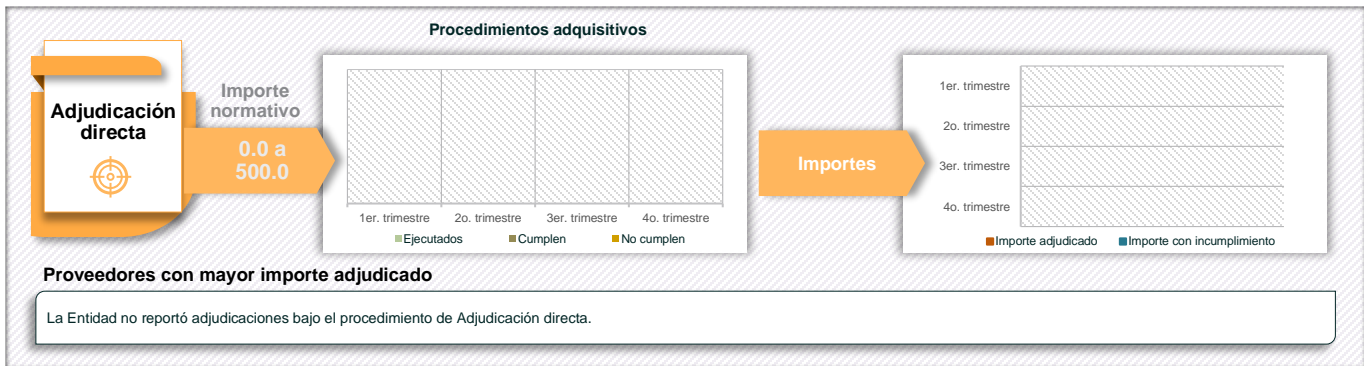 Procedimientos adquisitivos
Adjudicación
directa
Importe
normativo
0.0 a
500.0
1er. trimestre
2o. trimestre
3er. trimestre
4o. trimestre
Ejecutados
Cumplen
No cumplen
Importes
1er. trimestre
2o. trimestre
3er. trimestre
4o. trimestre
Importe adjudicado
Importe con incumplimiento
Proveedores con mayor importe adjudicado
La Entidad no reportó adjudicaciones bajo el procedimiento de Adjudicación directa.